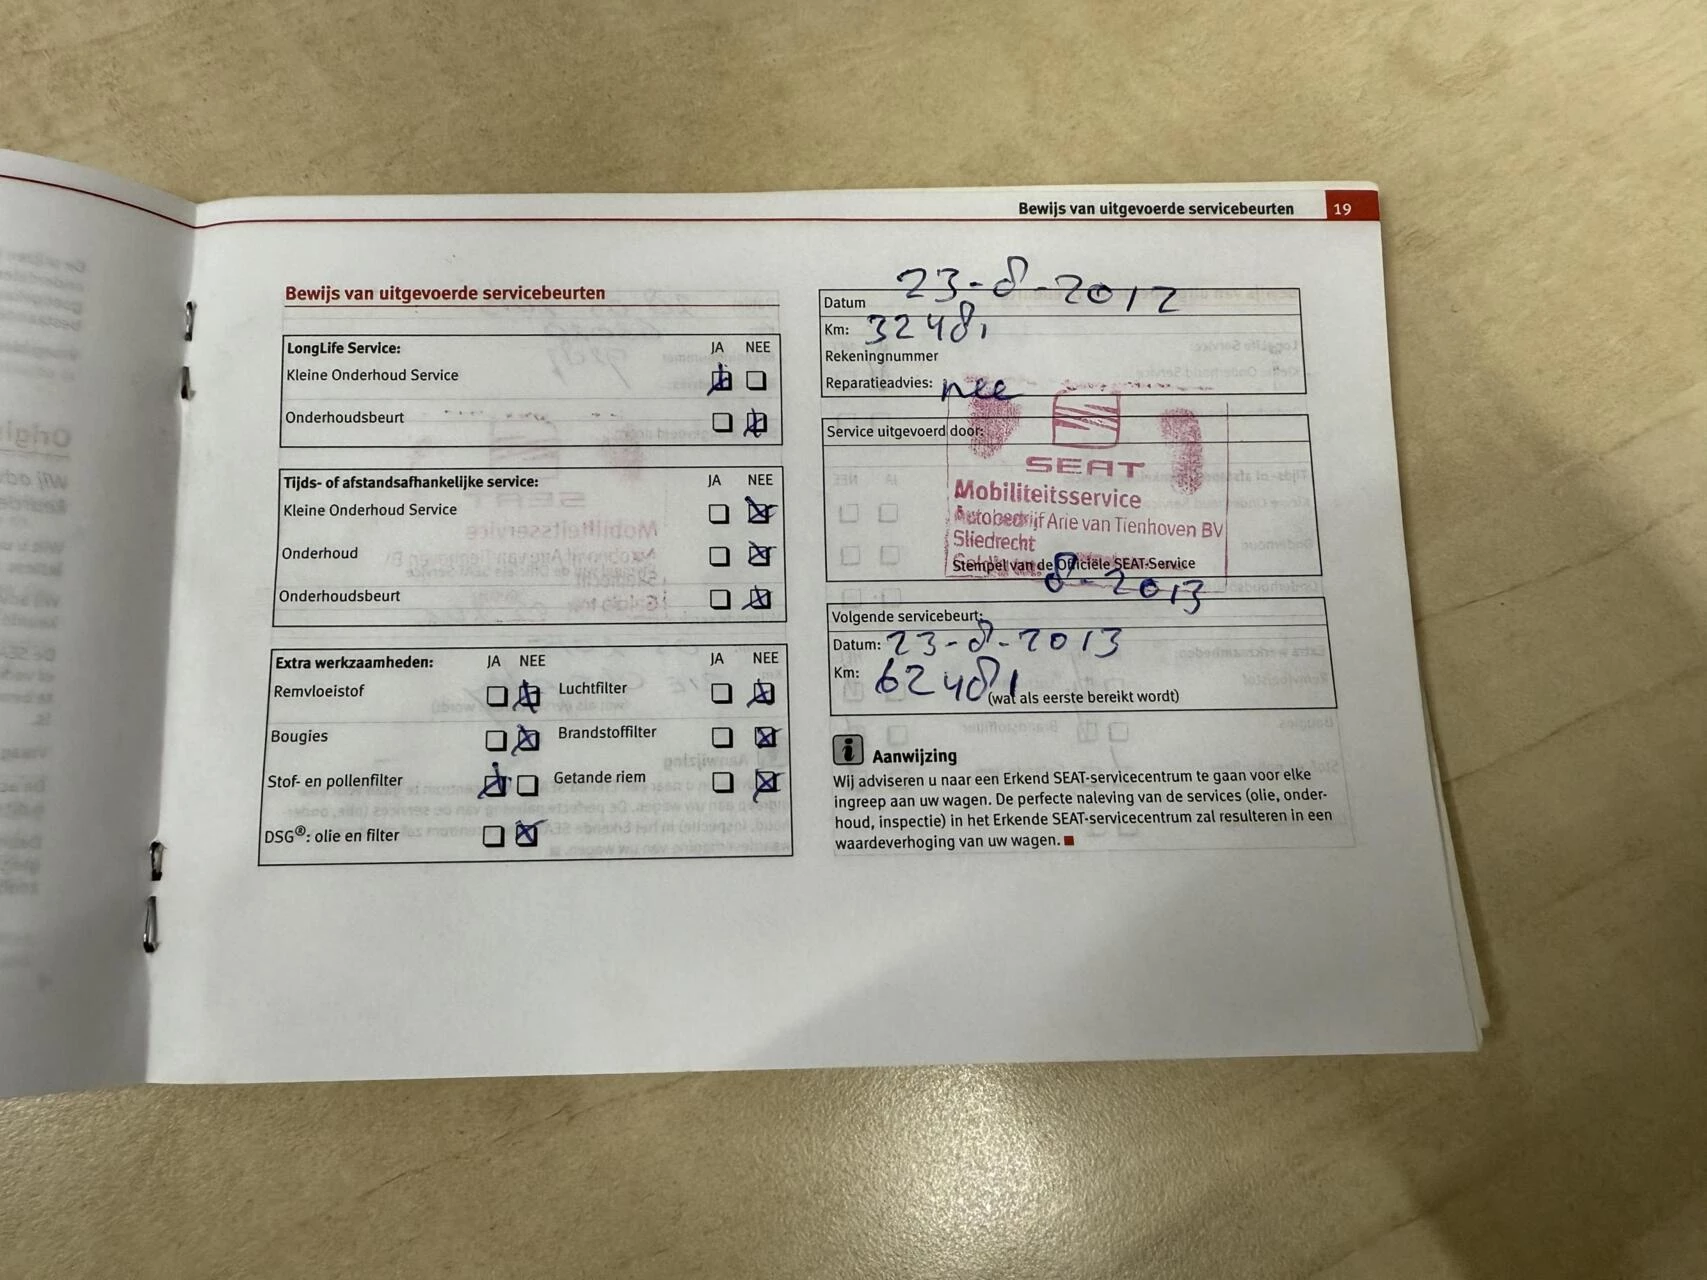 Bewijs van uitgevoerde servicebeurten 19
Bewijs van uitgevoerde servicebeurten
LongLife Service: JA NEE
Kleine Onderhoud Service
Onderhoudsbeurt
Tijds- of afstandsafhankelijke service: JA NEE
Kleine Onderhoud Service
Onderhoud
Onderhoudsbeurt
Extra werkzaamheden: JA NEE JA NEE
Remvloeistof Luchtfilter
Bougies Brandstoffilter
Stof- en pollenfilter Getande riem
DSG®: olie en filter
Datum 23-8-2012
Km: 32481
Rekeningnummer
Reparatieadvies: nee
Service uitgevoerd door:
SEAT
Mobiliteitsservice
Autobedrijf Arie van Tienhoven BV
Sliedrecht
Stempel van de Officiële SEAT-Service
8-2013
Volgende servicebeurt:
Datum: 23-8-2013
Km: 62481
(wat als eerste bereikt wordt)
i Aanwijzing
Wij adviseren u naar een Erkend SEAT-servicecentrum te gaan voor elke
ingreep aan uw wagen. De perfecte naleving van de services (olie, onder-
houd, inspectie) in het Erkende SEAT-servicecentrum zal resulteren in een
waardeverhoging van uw wagen.